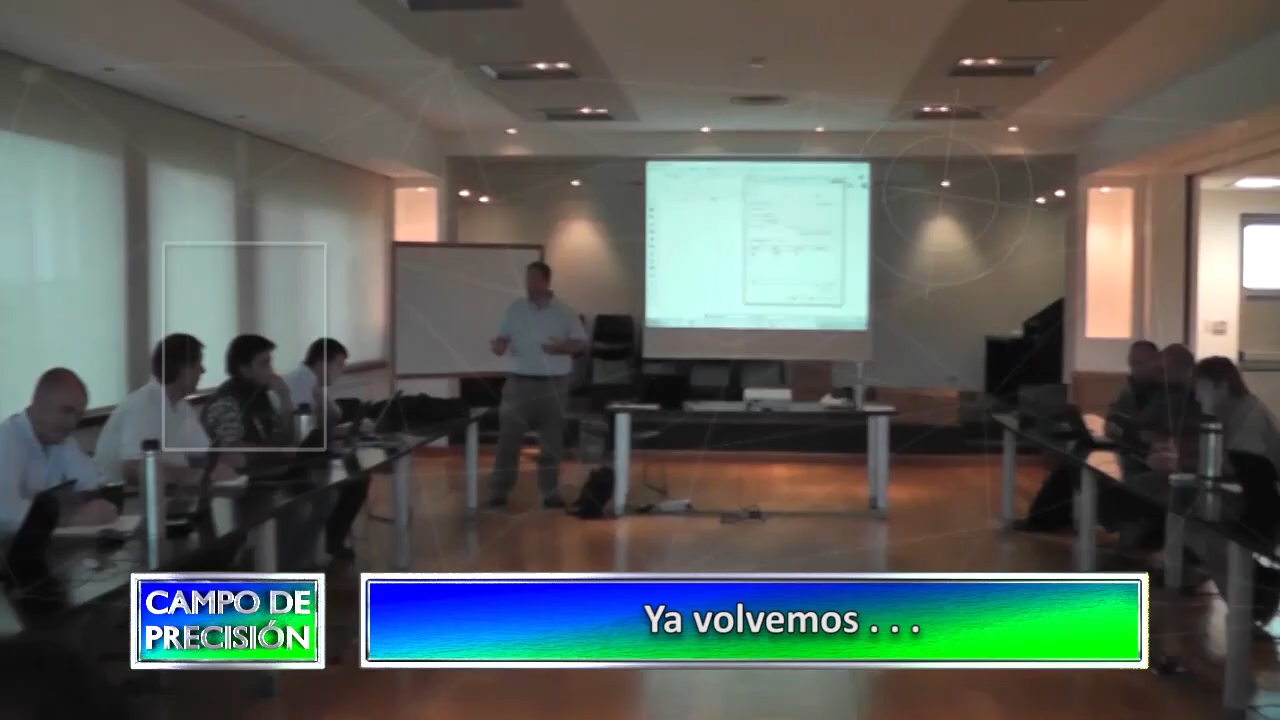 CAMPO DE
PRECISIÓN
Ya volvemos . . .